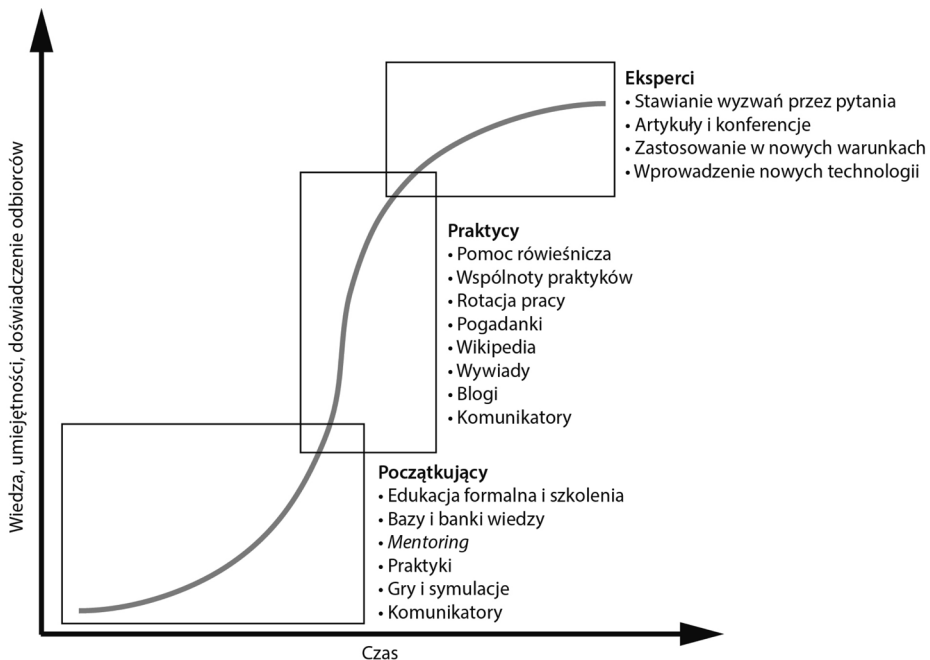 Wiedza, umiejętności, doświadczenie odbiorców
Eksperci
• Stawianie wyzwań przez pytania
• Artykuły i konferencje
• Zastosowanie w nowych warunkach
• Wprowadzenie nowych technologii
Praktycy
• Pomoc rówieśnicza
• Wspólnoty praktyków
• Rotacja pracy
• Pogadanki
• Wikipedia
• Wywiady
• Blogi
• Komunikatory
Początkujący
• Edukacja formalna i szkolenia
• Bazy i banki wiedzy
• Mentoring
• Praktyki
• Gry i symulacje
• Komunikatory
Czas